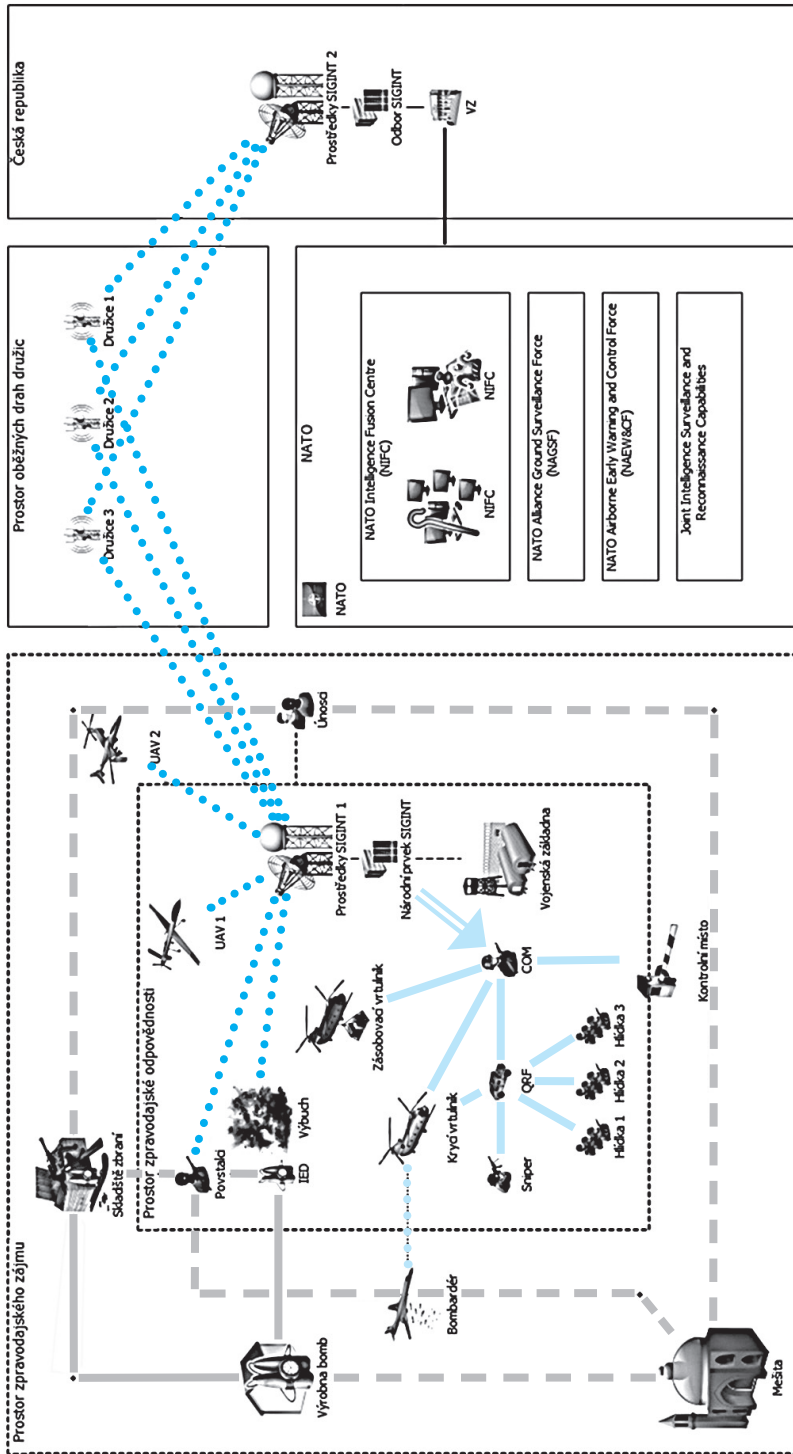 Prostor zpravodajského zájmu
Skladiště zbraní
UAV 2
UAV 1
Únosci
Prostor zpravodajské odpovědnosti
Povstalci
Výbuch
IED
Prostředky SIGINT 1
Národní prvek SIGINT
Vojenská základna
Zásobovací vrtulník
COM
Krycí vrtulník
QRF
Sniper
Hlídka 1
Hlídka 2
Hlídka 3
Kontrolní místo
Výrobna bomb
Bombardér
Mešita
Prostor oběžných drah družic
Družice 3
Družice 2
Družice 1
NATO
NATO
NATO Intelligence Fusion Centre
(NIFC)
NIFC
NIFC
NATO Alliance Ground Surveillance Force
(NAGSF)
NATO Airborne Early Warning and Control Force
(NAEW&CF)
Joint Intelligence Surveillance and
Reconnaissance Capabilities
Česká republika
Prostředky SIGINT 2
Odbor SIGINT
VZ